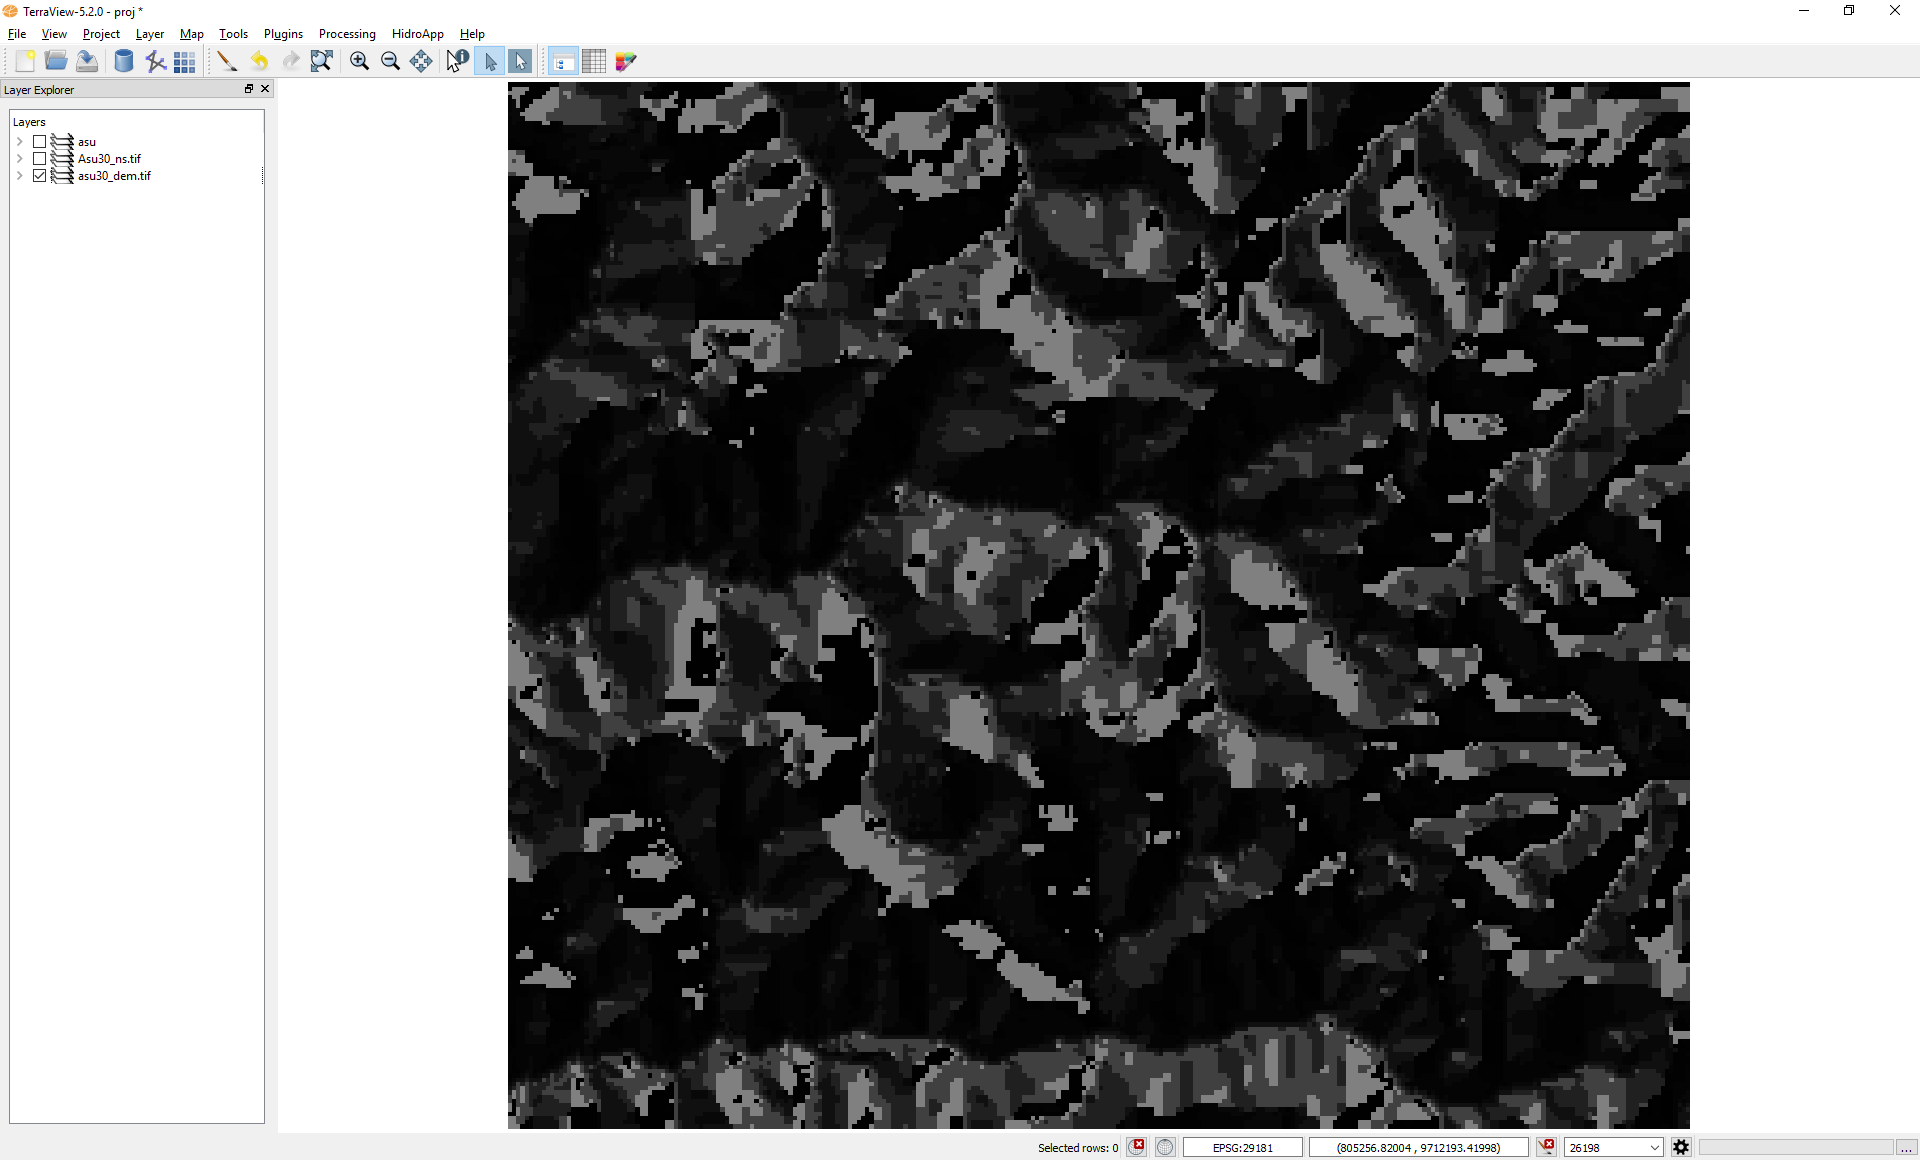 TerraView-5.2.0 - proj *
File View Project Layer Map Tools Plugins Processing HidroApp Help
Layer Explorer
Layers
asu
Asu30_ns.tif
asu30_dem.tif
Selected rows: 0 EPSG:29181 (805256.82004 , 9712193.41998) 26198 ...